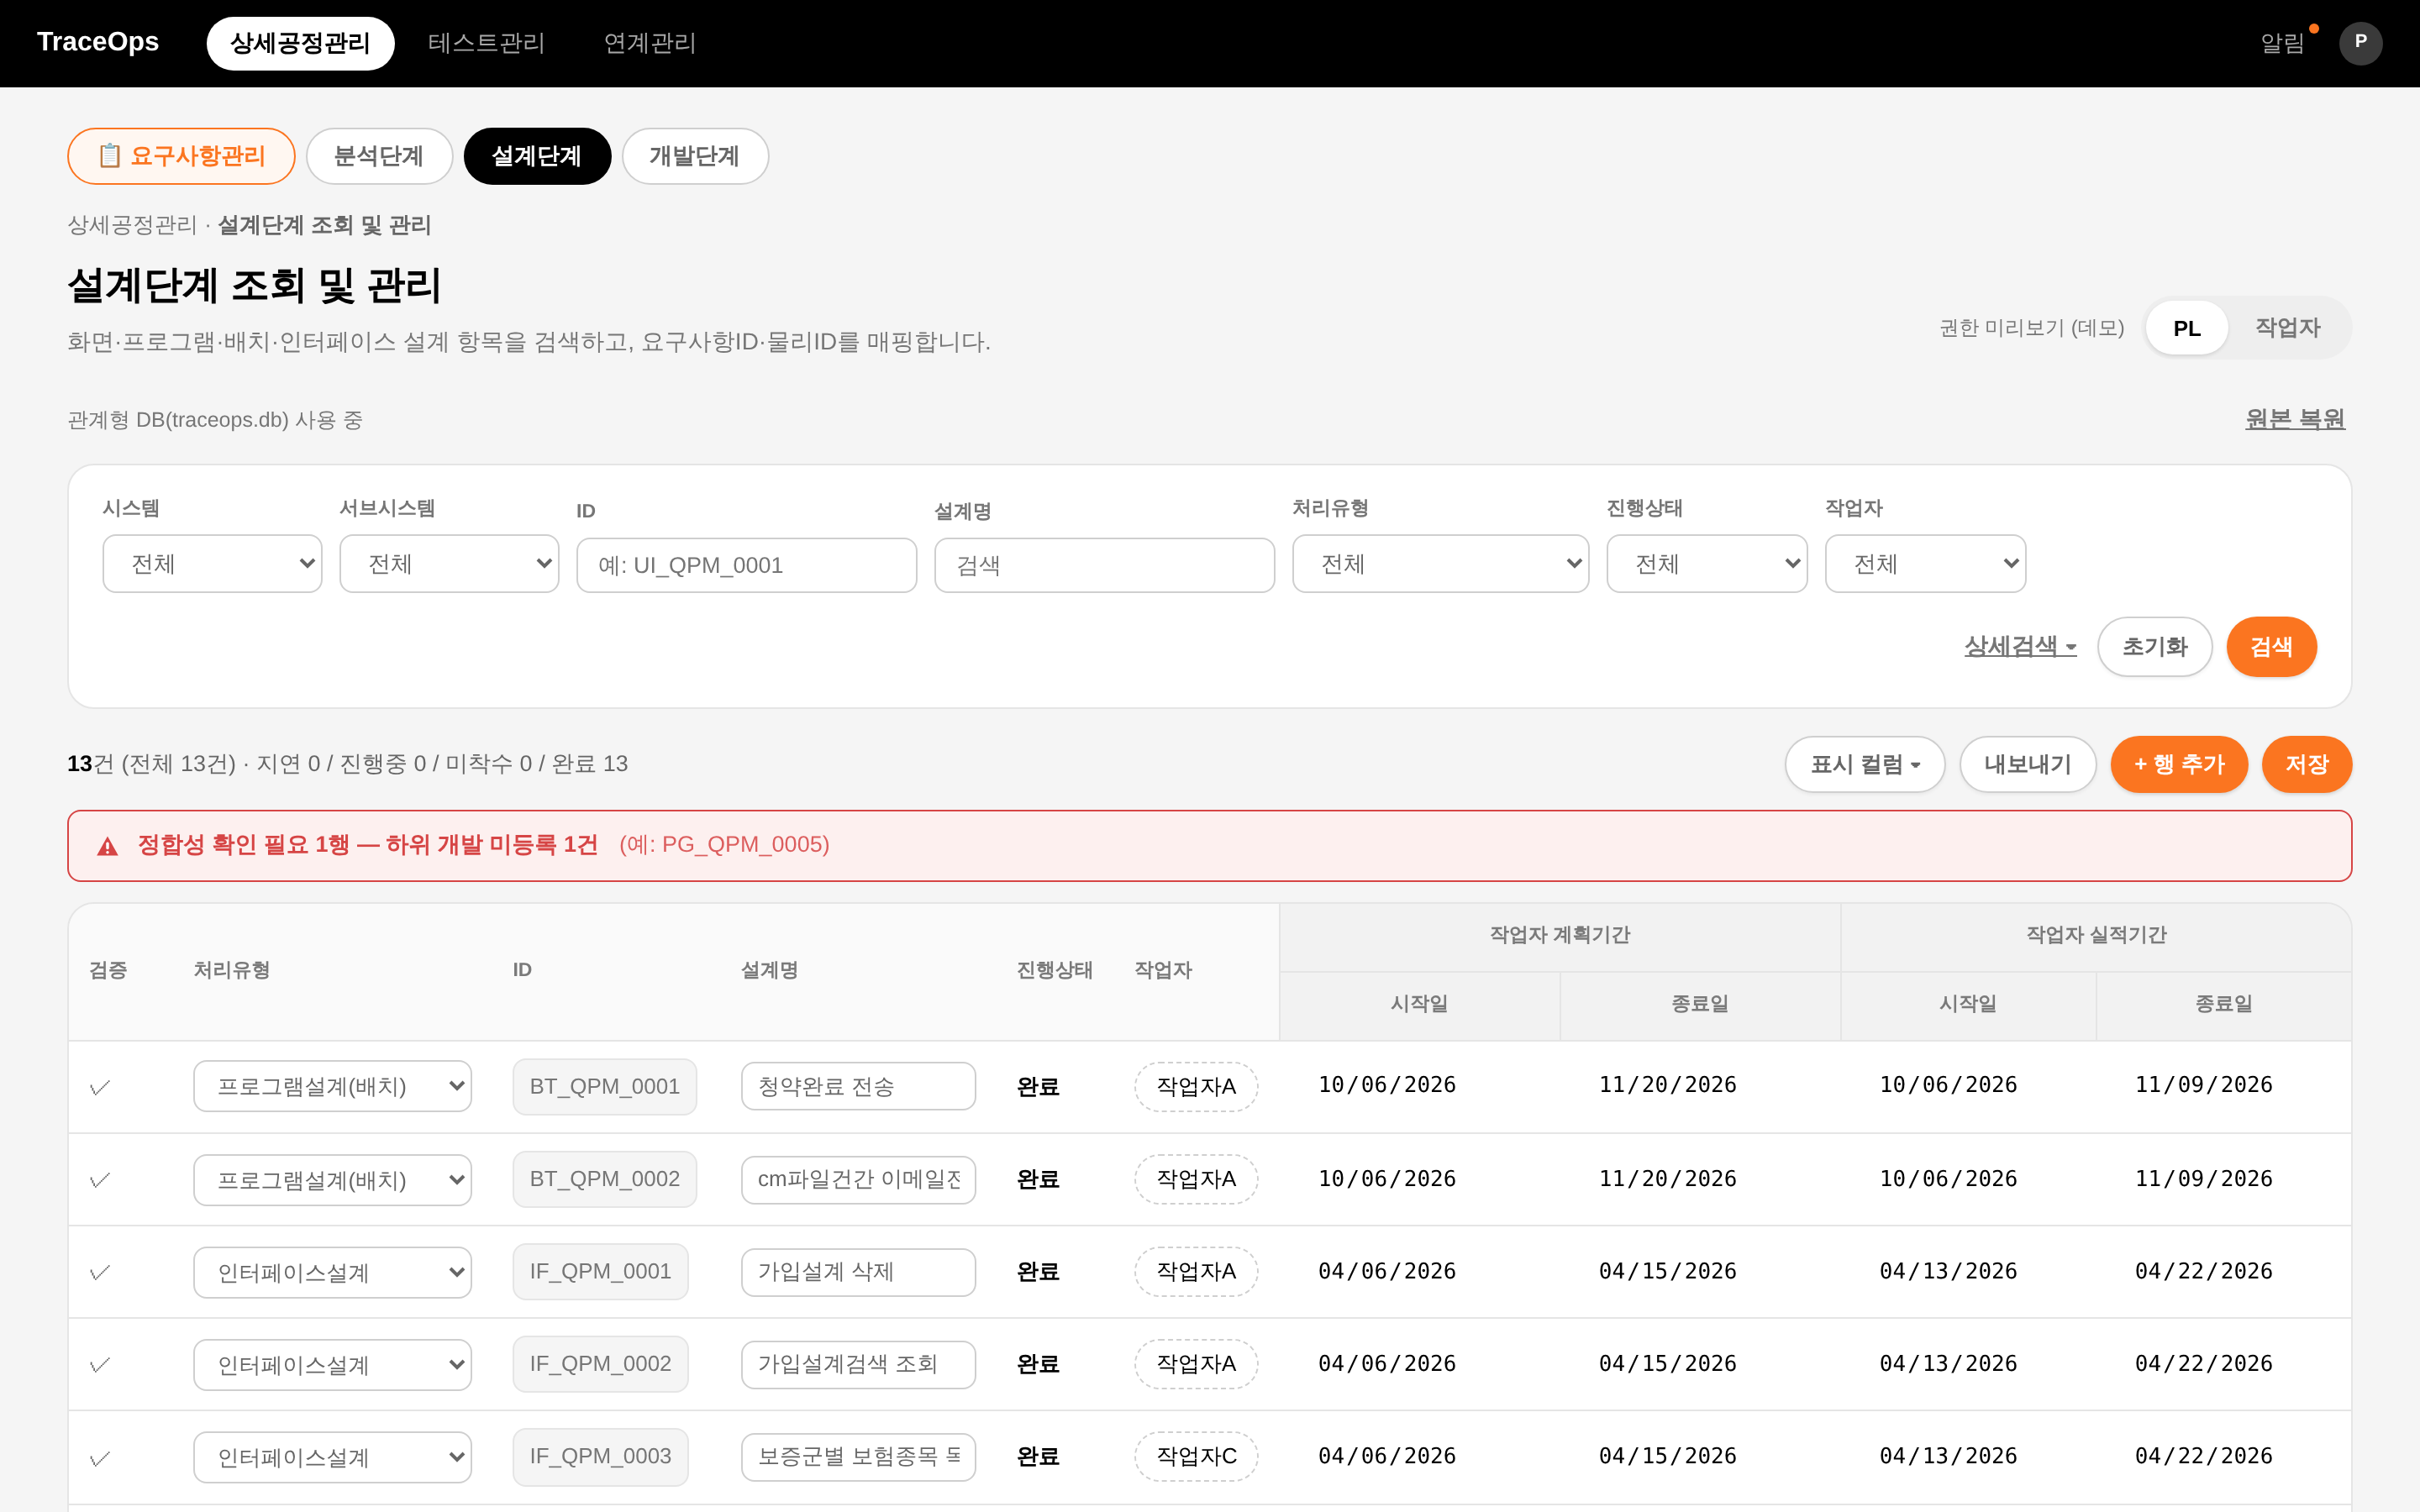 TraceOps 상세공정관리 테스트관리 연계관리 알림 P
📋 요구사항관리 분석단계 설계단계 개발단계
상세공정관리 · 설계단계 조회 및 관리
설계단계 조회 및 관리
화면·프로그램·배치·인터페이스 설계 항목을 검색하고, 요구사항ID·물리ID를 매핑합니다.
권한 미리보기 (데모) PL 작업자
관계형 DB(traceops.db) 사용 중 원본 복원
시스템 서브시스템 ID 설계명 처리유형 진행상태 작업자
전체 전체 예: UI_QPM_0001 검색 전체 전체 전체
상세검색 초기화 검색
13건 (전체 13건) · 지연 0 / 진행중 0 / 미착수 0 / 완료 13 표시 컬럼 내보내기 + 행 추가 저장
정합성 확인 필요 1행 — 하위 개발 미등록 1건 (예: PG_QPM_0005)
작업자 계획기간 작업자 실적기간
검증 처리유형 ID 설계명 진행상태 작업자
시작일 종료일 시작일 종료일
✓ 프로그램설계(배치) BT_QPM_0001 청약완료 전송 완료 작업자A 10/06/2026 11/20/2026 10/06/2026 11/09/2026
✓ 프로그램설계(배치) BT_QPM_0002 cm파일건간 완료 작업자A 10/06/2026 11/20/2026 10/06/2026 11/09/2026
✓ 인터페이스설계 IF_QPM_0001 가입설계 삭제 완료 작업자A 04/06/2026 04/15/2026 04/13/2026 04/22/2026
✓ 인터페이스설계 IF_QPM_0002 가입설계검색 조회 완료 작업자A 04/06/2026 04/15/2026 04/13/2026 04/22/2026
✓ 인터페이스설계 IF_QPM_0003 보증군별 보험종목 완료 작업자C 04/06/2026 04/15/2026 04/13/2026 04/22/2026